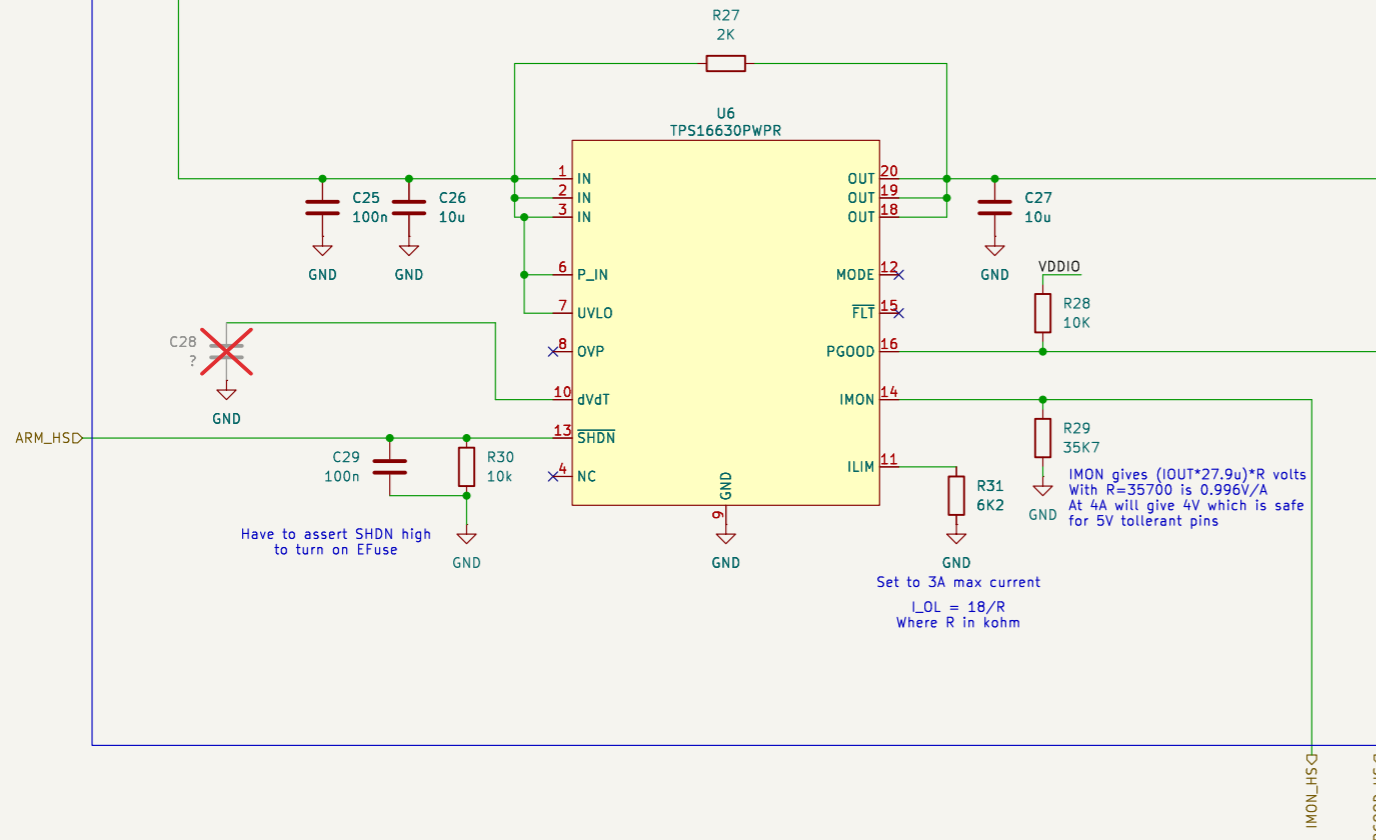 R27
2K
U6
TPS16630PWPR
1 IN
2 IN
3 IN
6 P_IN
7 UVLO
8 OVP
10 dVdT
13 SHDN
4 NC
OUT 20
OUT 19
OUT 18
MODE 12
FLT 15
PGOOD 16
IMON 14
ILIM 11
GND
9
GND
C25
100n
GND
C26
10u
GND
C27
10u
GND
VDDIO
R28
10K
C28
?
GND
ARM_HS
C29
100n
R30
10k
GND
Have to assert SHDN high
to turn on EFuse
R31
6K2
GND
Set to 3A max current
I_OL = 18/R
Where R in kohm
R29
35K7
GND
IMON gives (IOUT*27.9u)*R volts
With R=35700 is 0.996V/A
At 4A will give 4V which is safe
for 5V tollerant pins
IMON_HS